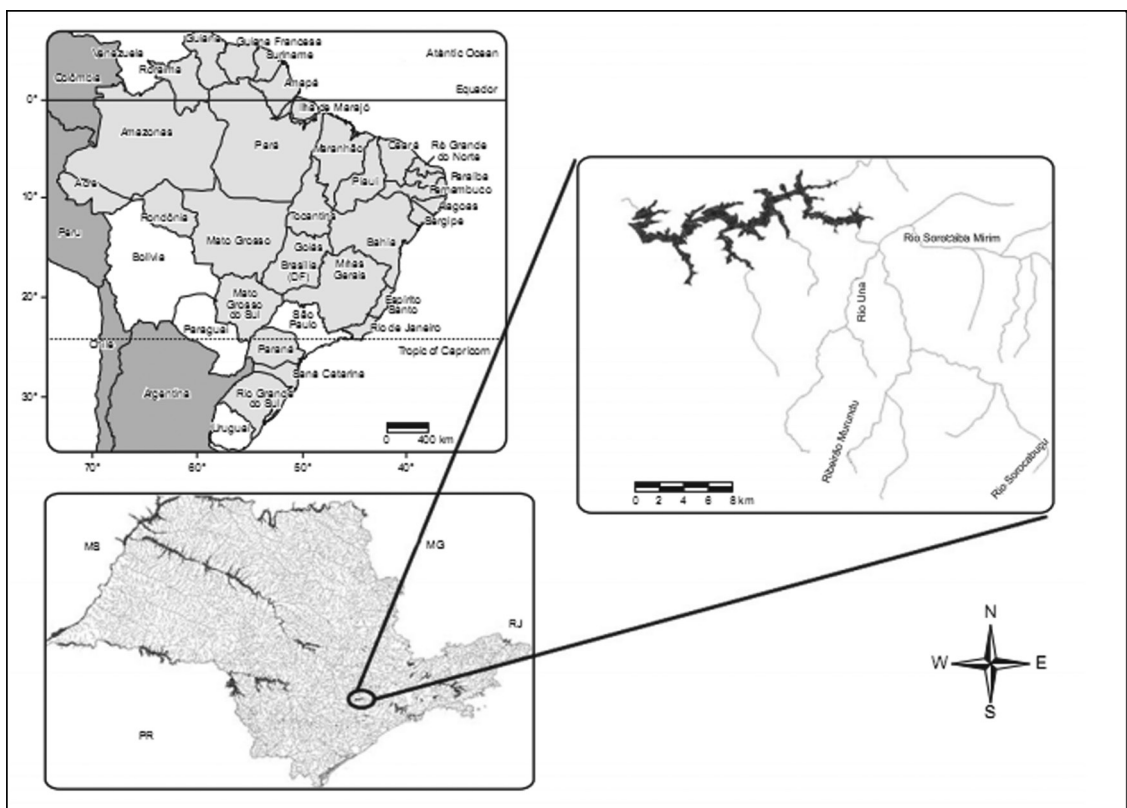 Guiana
Guiana Francesa
Suriname
Atàntic Ocean
Venezuela
Roraima
Colômbia
Amapá
Equador
0°
Ilha de Marajó
Amazonas
Pará
Maranhão
Ceará
Rio Grande
do Norte
Paraíba
Piauí
Pernambuco
Acre
10°
Alagoas
Sergipe
Rondônia
Tocantins
Peru
Mato Grosso
Bahia
Bolívia
Goiás
Brasília
(DF)
Minas
Gerais
20°
Mato
Grosso
do Sul
São
Paulo
Espírito
Santo
Rio de Janeiro
Paraguai
Chile
Tropic of Capricorn
Paraná
Sana Catarina
Argentina
Rio Grande
do Sul
30°
Uruguai
0 400 km
70° 60° 50° 40°
Rio Sorocaba Mirim
Rio Una
Ribeirão Murundu
Rio Sorocabuçu
0 2 4 6 8 km
MS
MG
RJ
PR
N
W E
S